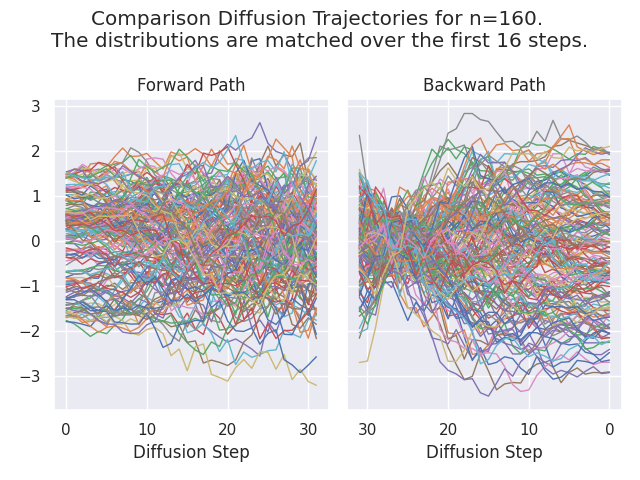 Comparison Diffusion Trajectories for n=160.
The distributions are matched over the first 16 steps.
Forward Path
Backward Path
3
2
1
0
−1
−2
−3
0 10 20 30
30 20 10 0
Diffusion Step
Diffusion Step